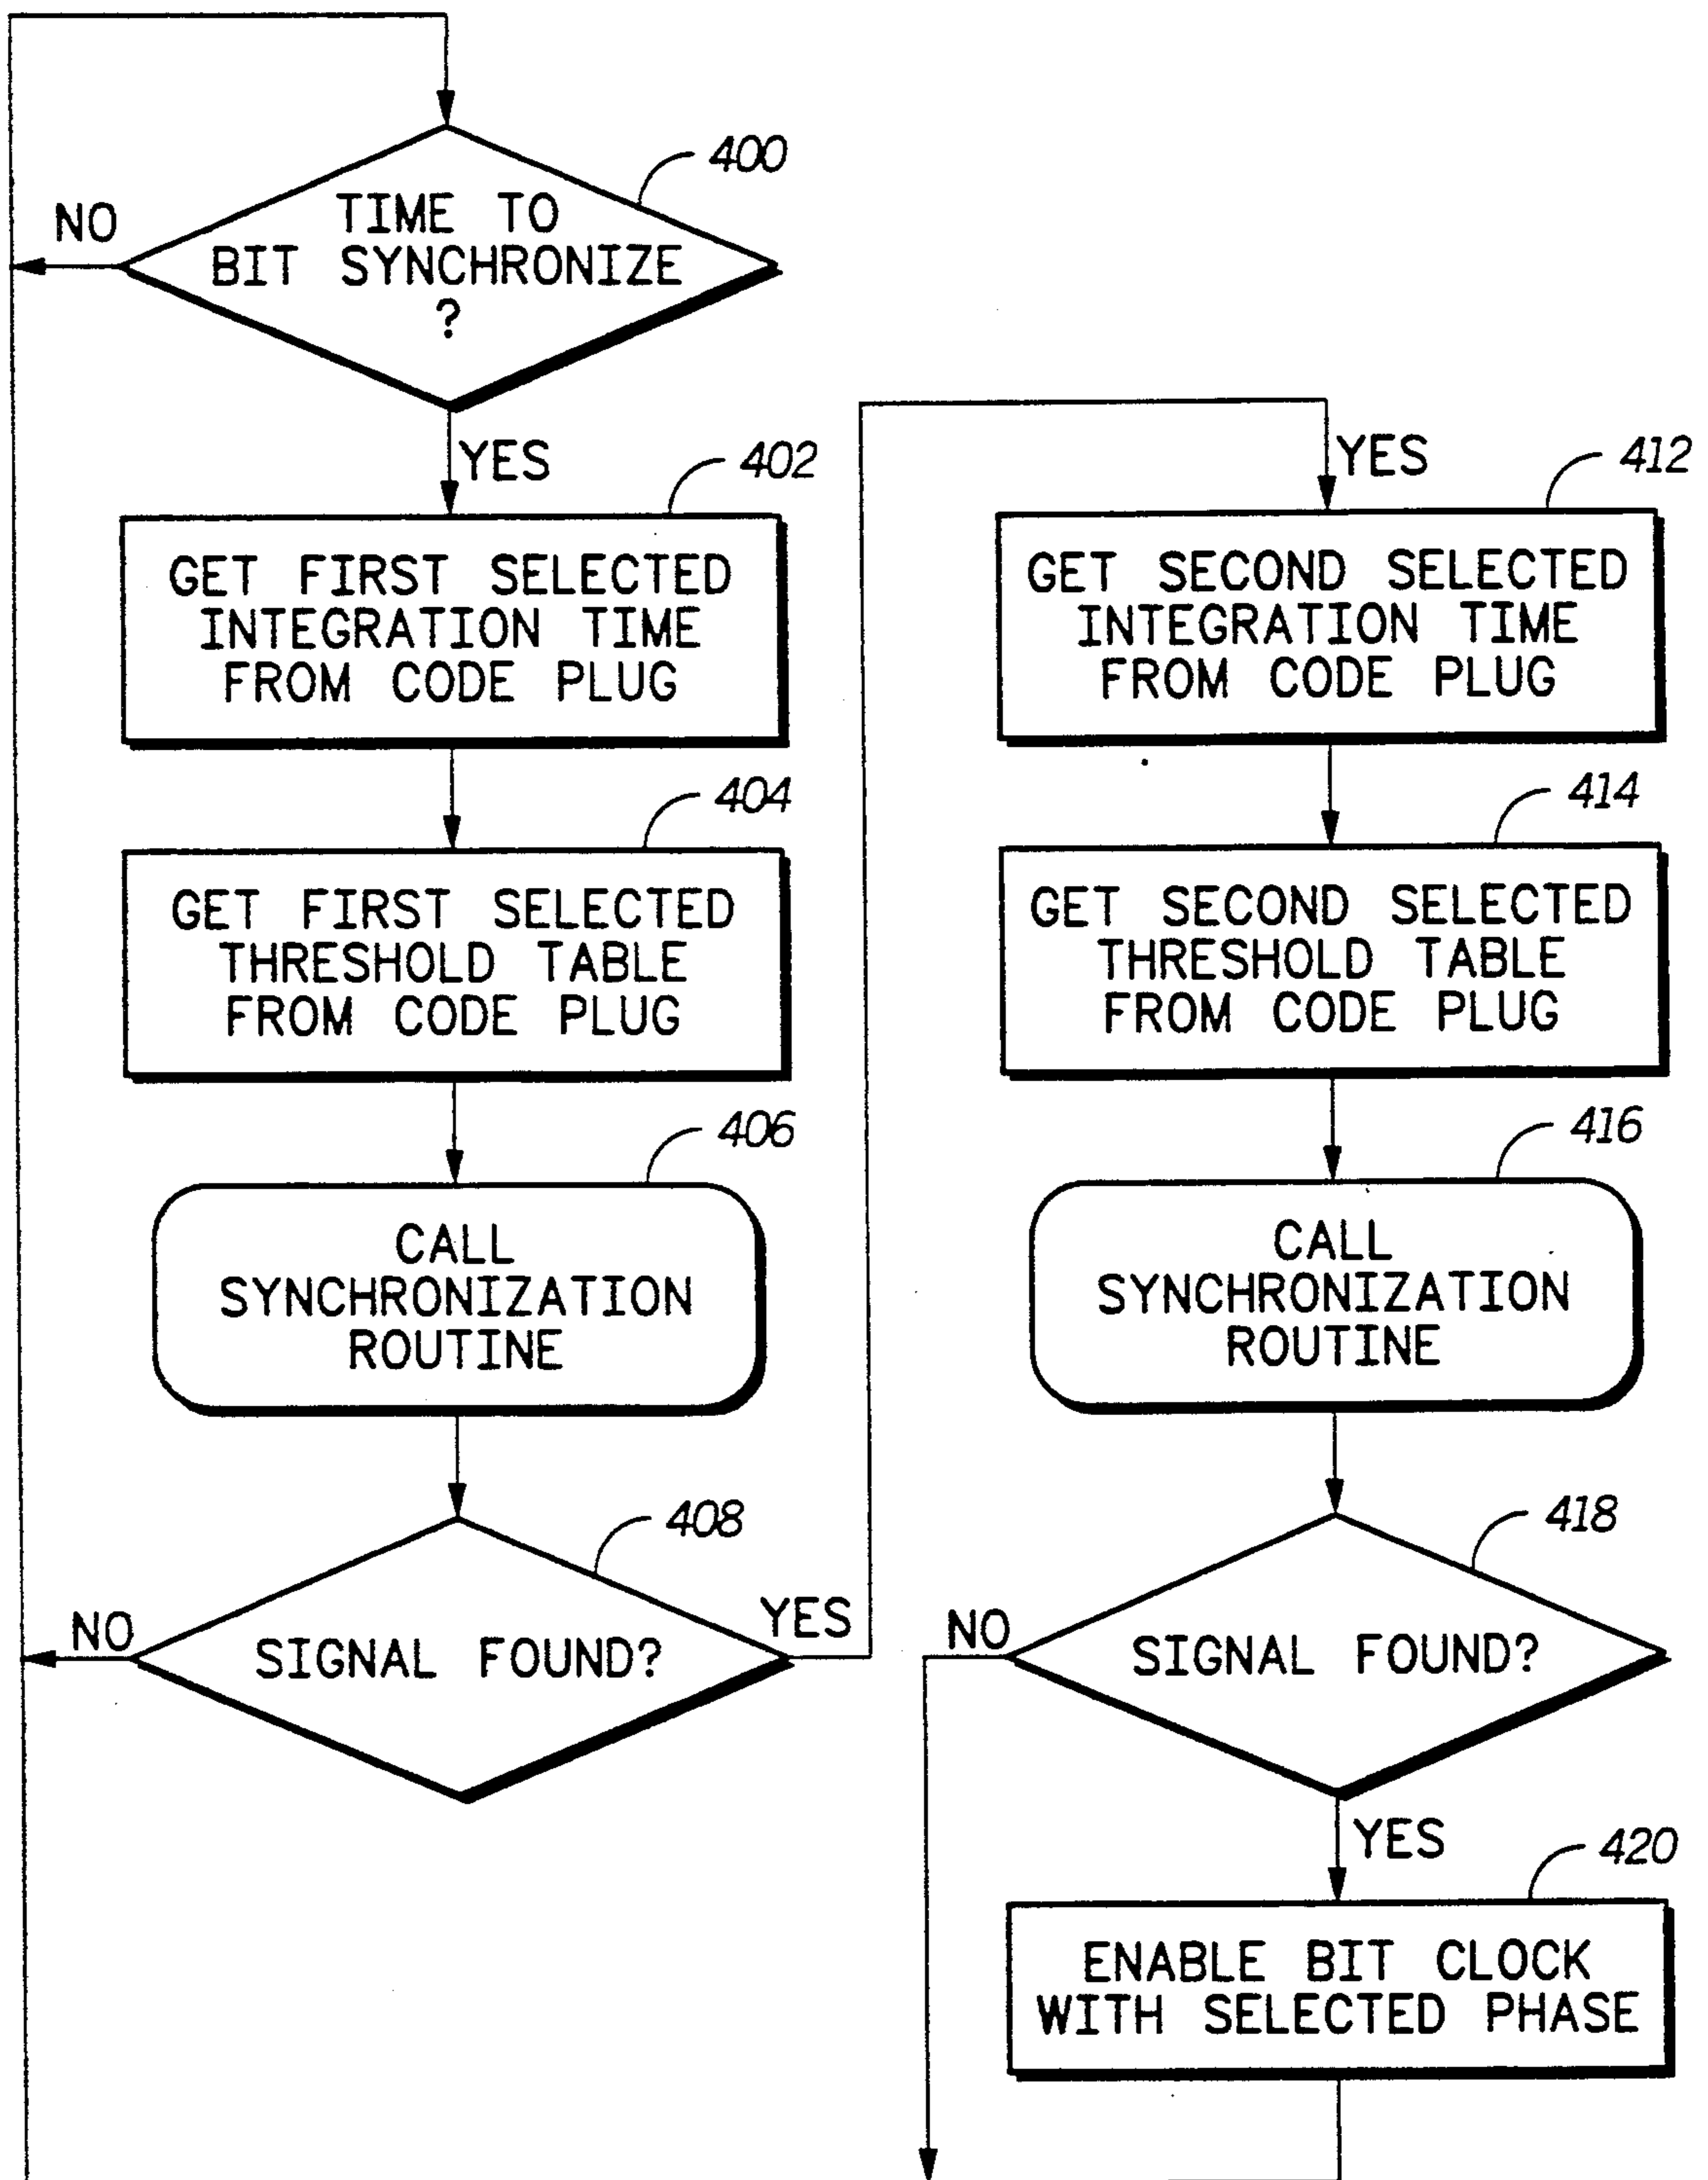 400
TIME TO
BIT SYNCHRONIZE
?
NO
YES
402
GET FIRST SELECTED
INTEGRATION TIME
FROM CODE PLUG
404
GET FIRST SELECTED
THRESHOLD TABLE
FROM CODE PLUG
406
CALL
SYNCHRONIZATION
ROUTINE
408
SIGNAL FOUND?
NO
YES
YES
412
GET SECOND SELECTED
INTEGRATION TIME
FROM CODE PLUG
414
GET SECOND SELECTED
THRESHOLD TABLE
FROM CODE PLUG
416
CALL
SYNCHRONIZATION
ROUTINE
418
SIGNAL FOUND?
NO
YES
420
ENABLE BIT CLOCK
WITH SELECTED PHASE